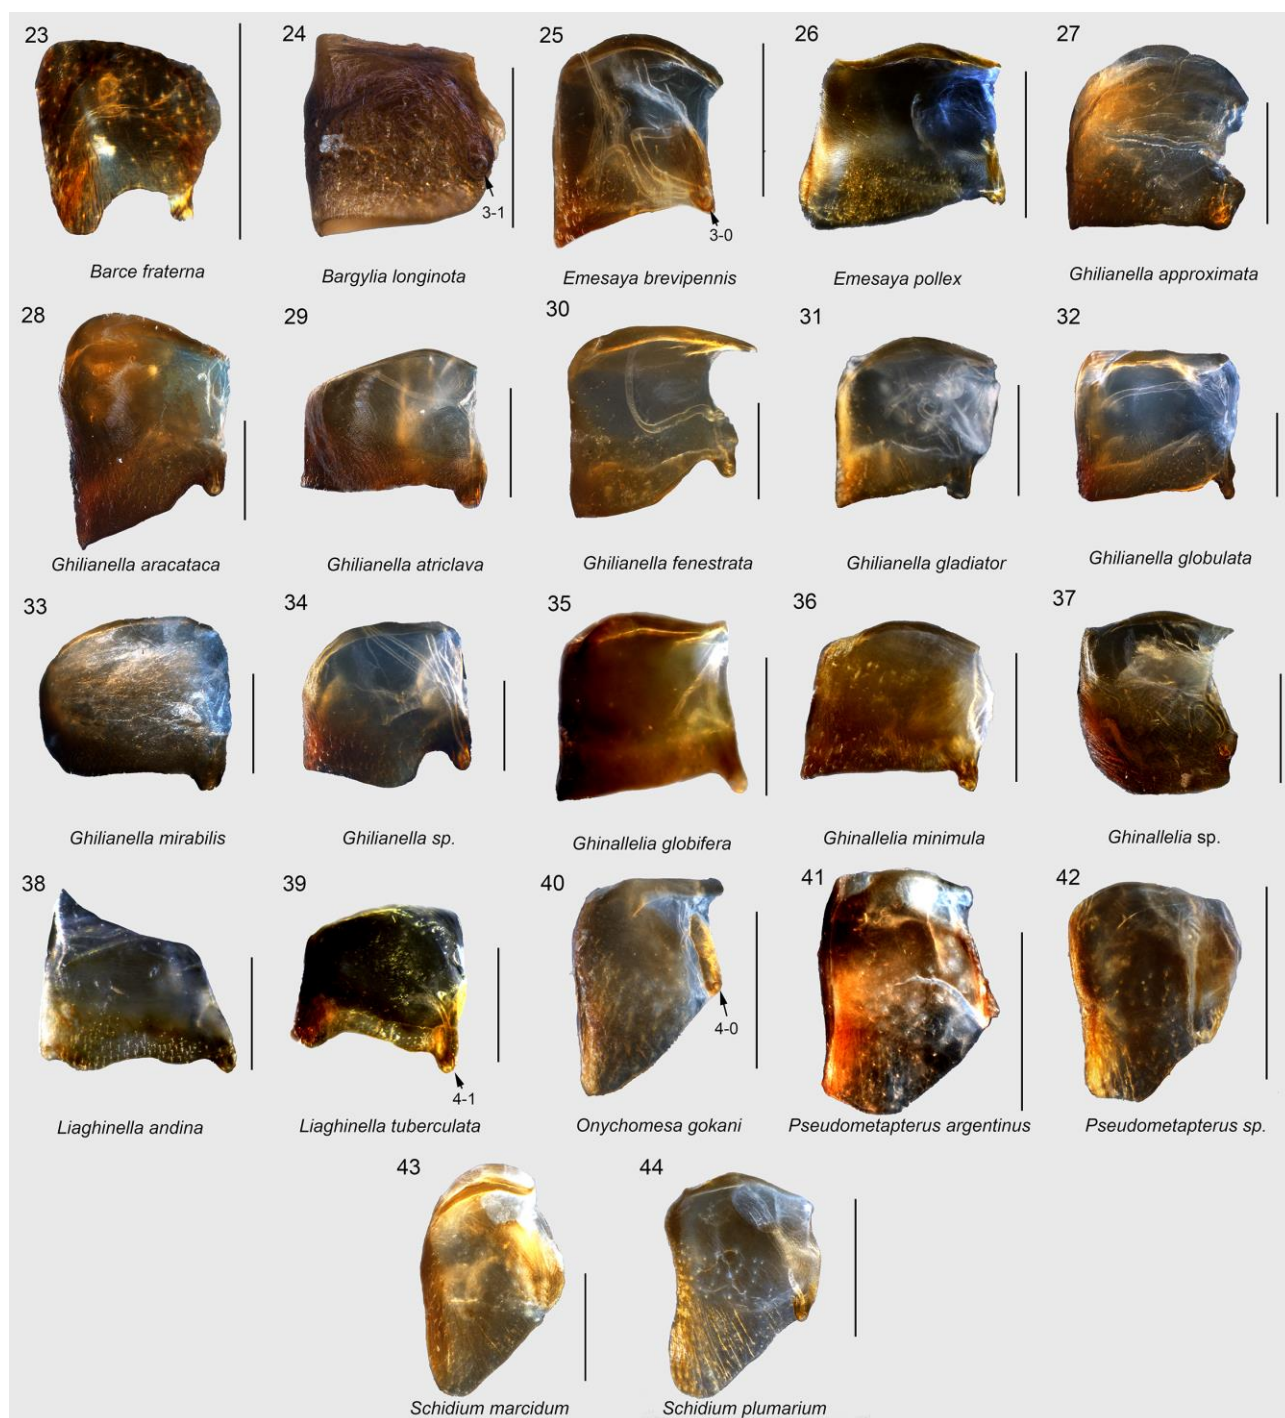 23 24 25 26 27
3-1 3-0
Barce fraterna Bargylia longinota Emesaya brevipennis Emesaya pollex Ghilianella approximata
28 29 30 31 32
Ghilianella aracataca Ghilianella atriclava Ghilianella fenestrata Ghilianella gladiator Ghilianella globulata
33 34 35 36 37
Ghilianella mirabilis Ghilianella sp. Ghinallelia globifera Ghinallelia minimula Ghinallelia sp.
38 39 40 41 42
4-1 4-0
Liaghinella andina Liaghinella tuberculata Onychomesa gokani Pseudometapterus argentinus Pseudometapterus sp.
43 44
Schidium marcidum Schidium plumarium